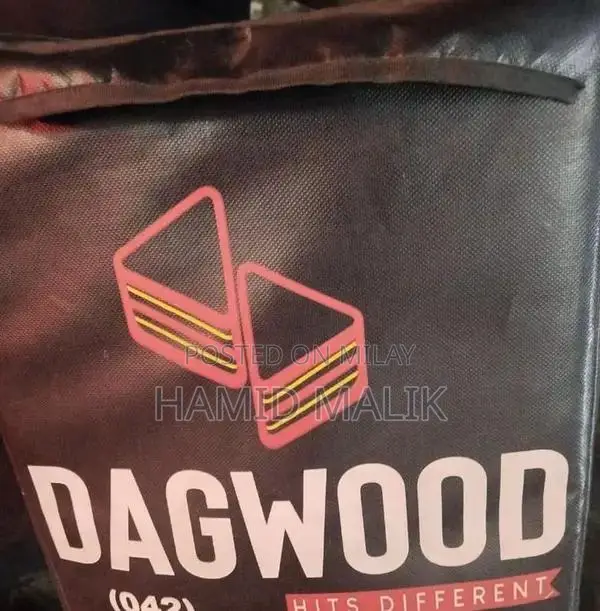 POSTED ON MILAY
HAMID MALIK
DAGWOOD
(042)
HITS DIFFERENT